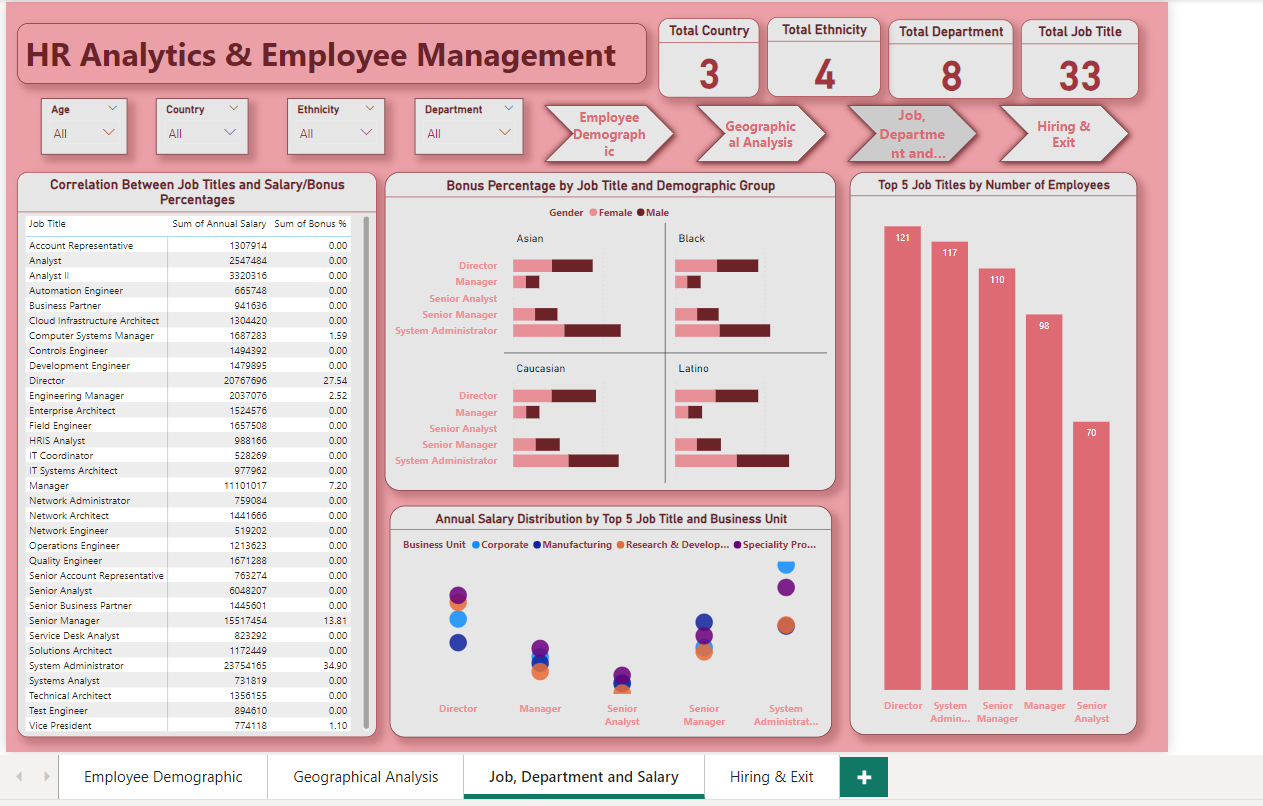 HR Analytics & Employee Management
Total Country
3
Total Ethnicity
4
Total Department
8
Total Job Title
33
Age
All
Country
All
Ethnicity
All
Department
All
Employee
Demograph
ic
Geographic
al Analysis
Job,
Departme
nt and...
Hiring &
Exit
Correlation Between Job Titles and Salary/Bonus
Percentages
Job Title Sum of Annual Salary Sum of Bonus %
Account Representative 1307914 0.00
Analyst 2547484 0.00
Analyst II 3320316 0.00
Automation Engineer 665748 0.00
Business Partner 941636 0.00
Cloud Infrastructure Architect 1304420 0.00
Computer Systems Manager 1687283 1.59
Controls Engineer 1494392 0.00
Development Engineer 1479895 0.00
Director 20767696 27.54
Engineering Manager 2037076 2.52
Enterprise Architect 1524576 0.00
Field Engineer 1657508 0.00
HRIS Analyst 988166 0.00
IT Coordinator 528269 0.00
IT Systems Architect 977962 0.00
Manager 11101017 7.20
Network Administrator 759084 0.00
Network Architect 1441666 0.00
Network Engineer 519202 0.00
Operations Engineer 1213623 0.00
Quality Engineer 1671288 0.00
Senior Account Representative 763274 0.00
Senior Analyst 6048207 0.00
Senior Business Partner 1445601 0.00
Senior Manager 15517454 13.81
Service Desk Analyst 823292 0.00
Solutions Architect 1172449 0.00
System Administrator 23754165 34.90
Systems Analyst 731819 0.00
Technical Architect 1356155 0.00
Test Engineer 894610 0.00
Vice President 774118 1.10
Bonus Percentage by Job Title and Demographic Group
Gender Female Male
Asian Black
Director
Manager
Senior Analyst
Senior Manager
System Administrator
Caucasian Latino
Director
Manager
Senior Analyst
Senior Manager
System Administrator
Annual Salary Distribution by Top 5 Job Title and Business Unit
Business Unit Corporate Manufacturing Research & Develop... Speciality Pro...
Director
Manager
Senior
Analyst
Senior
Manager
System
Administrat...
Top 5 Job Titles by Number of Employees
121
117
110
98
70
Director
System
Admin...
Senior
Manager
Manager
Senior
Analyst
Employee Demographic
Geographical Analysis
Job, Department and Salary
Hiring & Exit
+